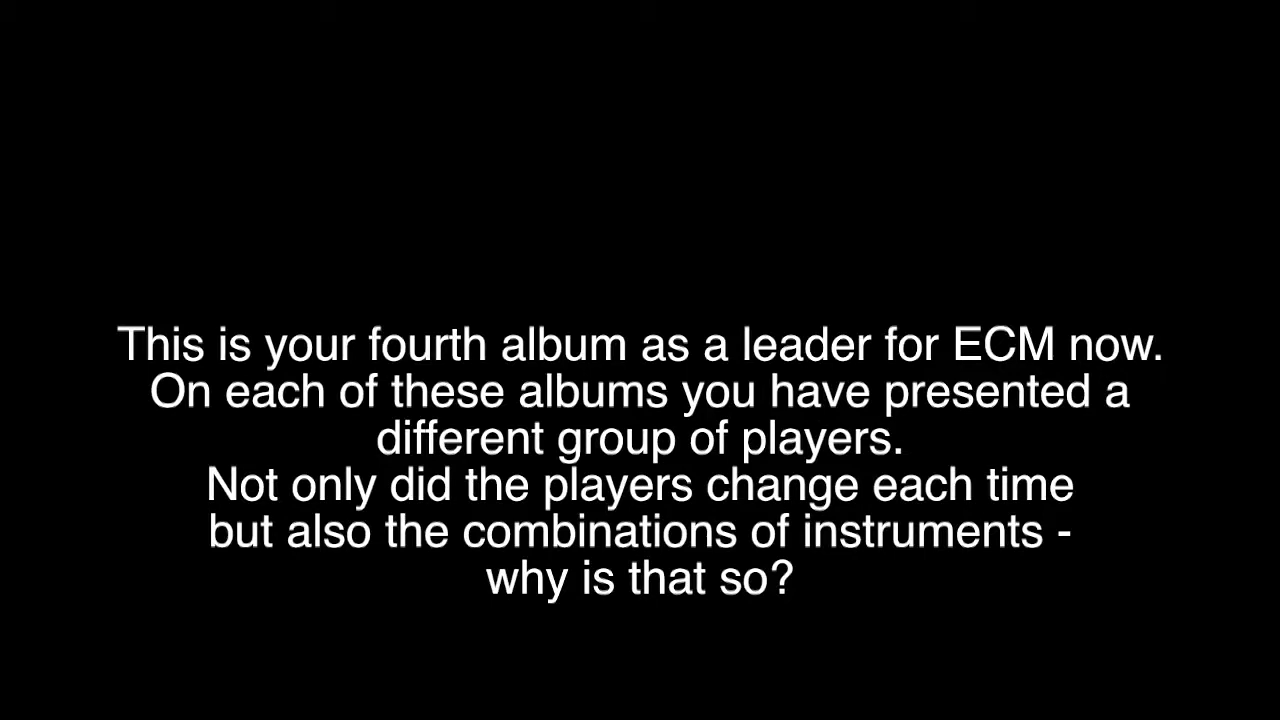 This is your fourth album as a leader for ECM now.
On each of these albums you have presented a
different group of players.
Not only did the players change each time
but also the combinations of instruments -
why is that so?